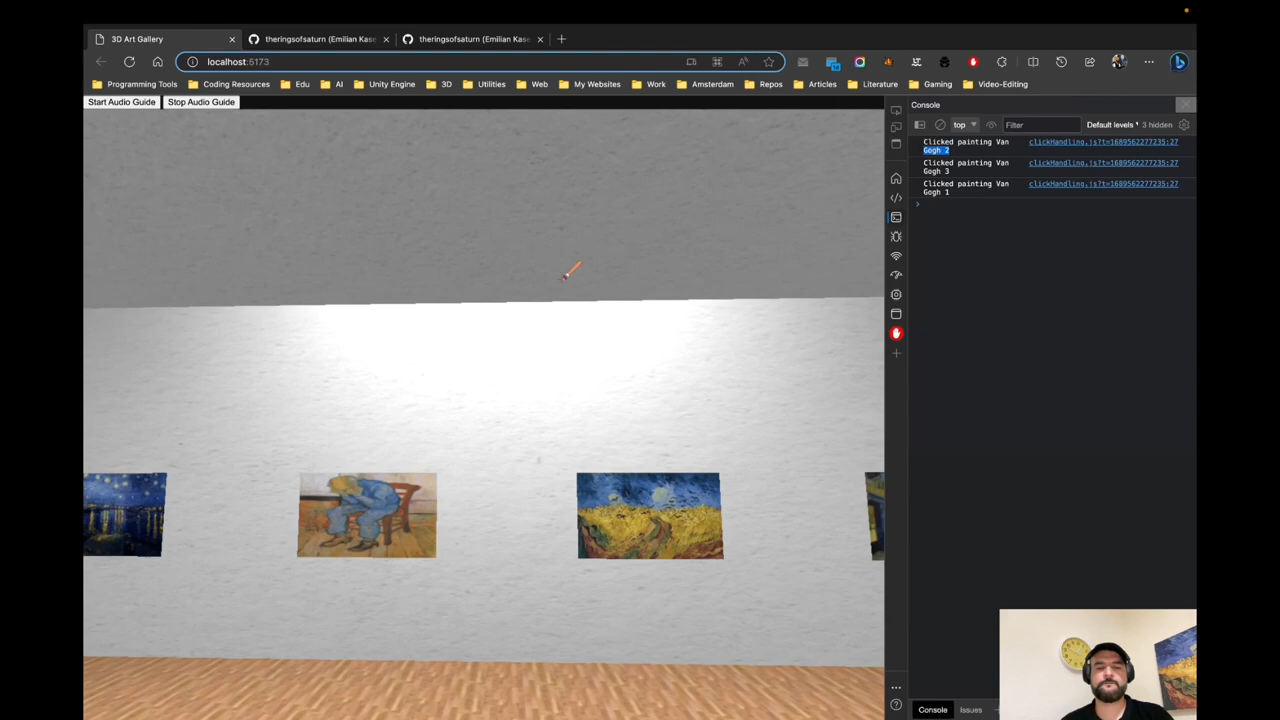 3D Art Gallery
theringsofsaturn (Emilian Kase
theringsofsaturn (Emilian Kase
localhost:5173
Programming Tools
Coding Resources
Edu
AI
Unity Engine
3D
Utilities
Web
My Websites
Work
Amsterdam
Repos
Articles
Literature
Gaming
Video-Editing
Start Audio Guide
Stop Audio Guide
Console
top
Filter
Default levels
3 hidden
Clicked painting Van clickHandling.js?t=1689562277235:27
Gogh 2
Clicked painting Van clickHandling.js?t=1689562277235:27
Gogh 3
Clicked painting Van clickHandling.js?t=1689562277235:27
Gogh 1
Console
Issues